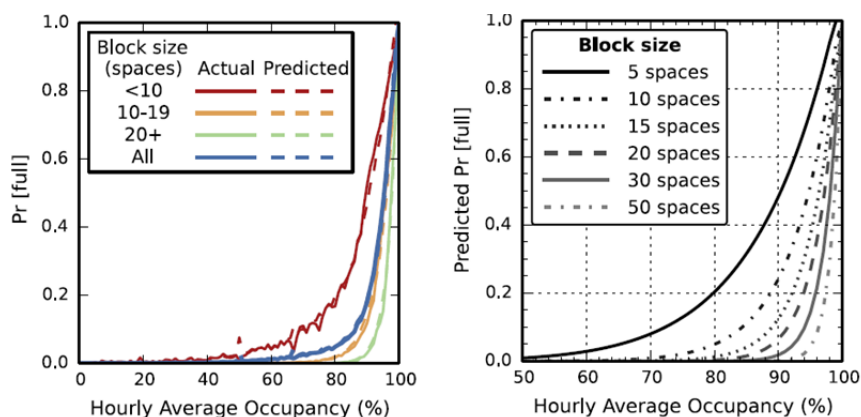 Block size
(spaces) Actual Predicted
<10
10-19
20+
All
Pr [full]
1.0
0.8
0.6
0.4
0.2
0.0
0 20 40 60 80 100
Hourly Average Occupancy (%)
Block size
5 spaces
10 spaces
15 spaces
20 spaces
30 spaces
50 spaces
Predicted Pr [full]
1.0
0.8
0.6
0.4
0.2
0.0
50 60 70 80 90 100
Hourly Average Occupancy (%)